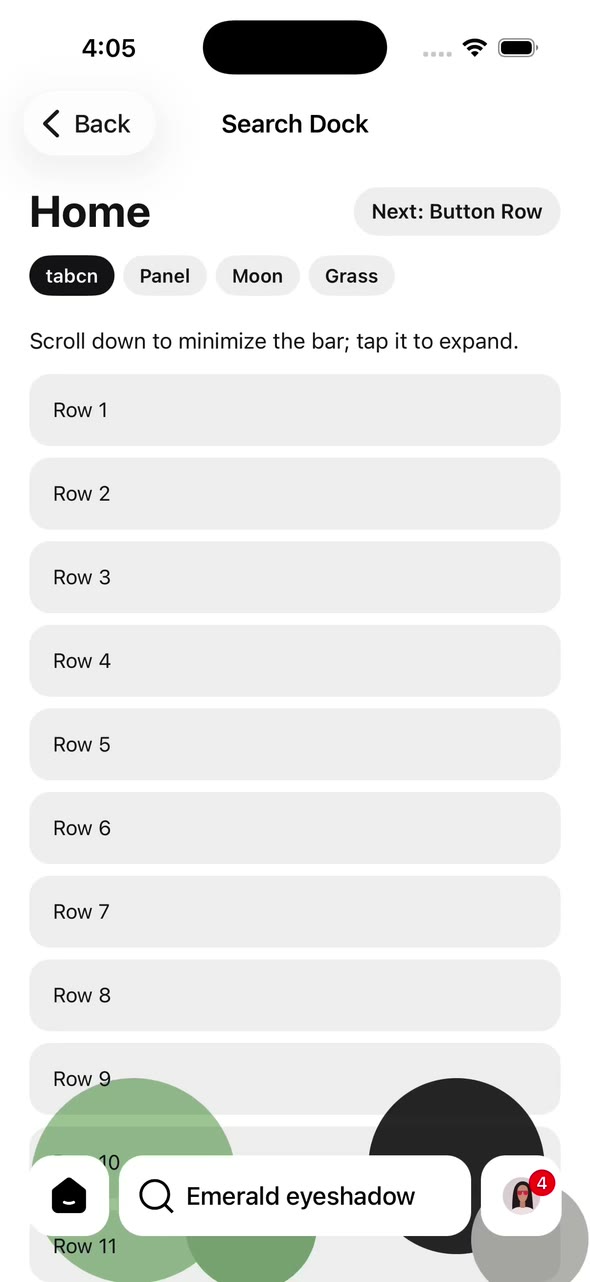 4:05
Back
Search Dock
Home
Next: Button Row
tabcn
Panel
Moon
Grass
Scroll down to minimize the bar; tap it to expand.
Row 1
Row 2
Row 3
Row 4
Row 5
Row 6
Row 7
Row 8
Row 9
10
Emerald eyeshadow
4
Row 11